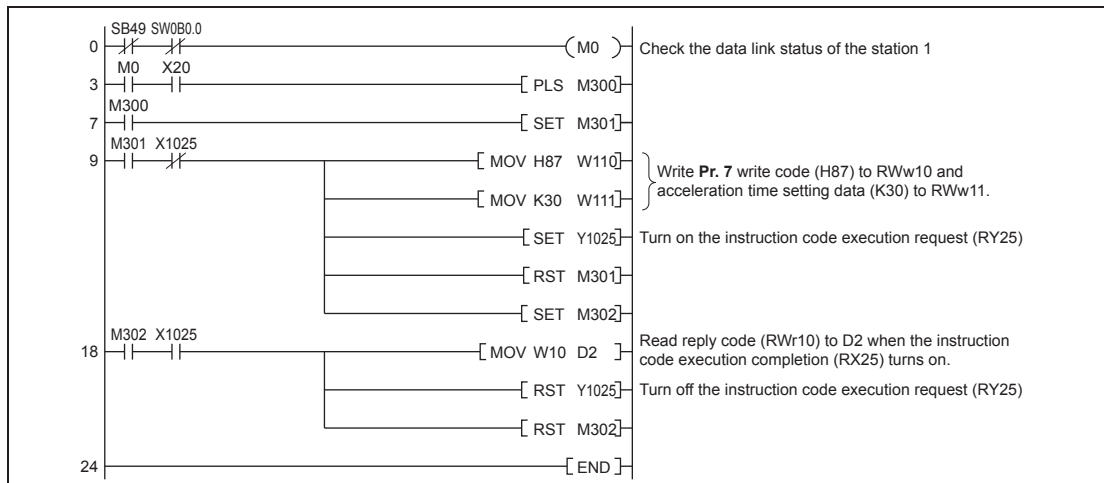 SB49 SW0B0.0
0 M0 Check the data link status of the station 1
M0 X20
3 PLS M300
M300
7 SET M301
M301 X1025
9 MOV H87 W110
Write Pr. 7 write code (H87) to RWw10 and
acceleration time setting data (K30) to RWw11.
MOV K30 W111
SET Y1025 Turn on the instruction code execution request (RY25)
RST M301
SET M302
M302 X1025
18 MOV W10 D2 Read reply code (RWr10) to D2 when the instruction
code execution completion (RX25) turns on.
RST Y1025 Turn off the instruction code execution request (RY25)
RST M302
24 END